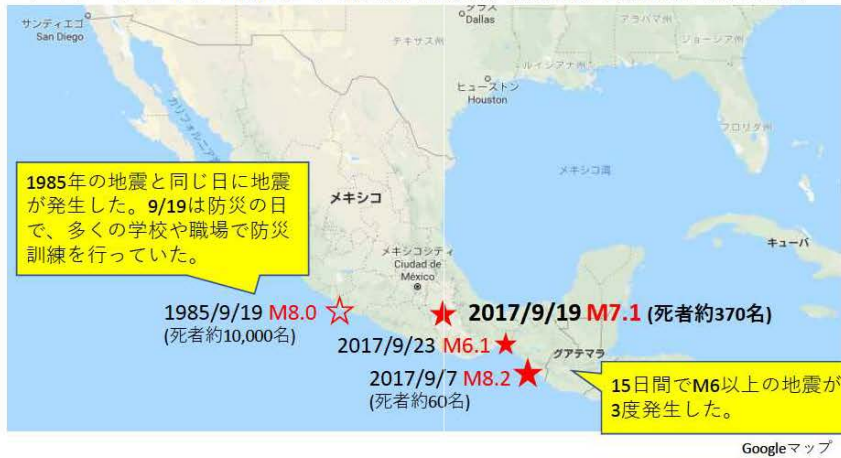 サンディエゴ
San Diego
ダラス
Dallas
テキサス州
アラバマ州
ジョージア州
ルイジアナ州
ヒューストン
Houston
フロリダ州
メキシコ湾
1985年の地震と同じ日に地震
が発生した。9/19は防災の日
で、多くの学校や職場で防災
訓練を行っていた。
メキシコ
キューバ
メキシコシティ
Ciudad de
México
1985/9/19 M8.0
(死者約10,000名)
2017/9/19 M7.1 (死者約370名)
2017/9/23 M6.1
グアテマラ
2017/9/7 M8.2
(死者約60名)
15日間でM6以上の地震が
3度発生した。
Googleマップ